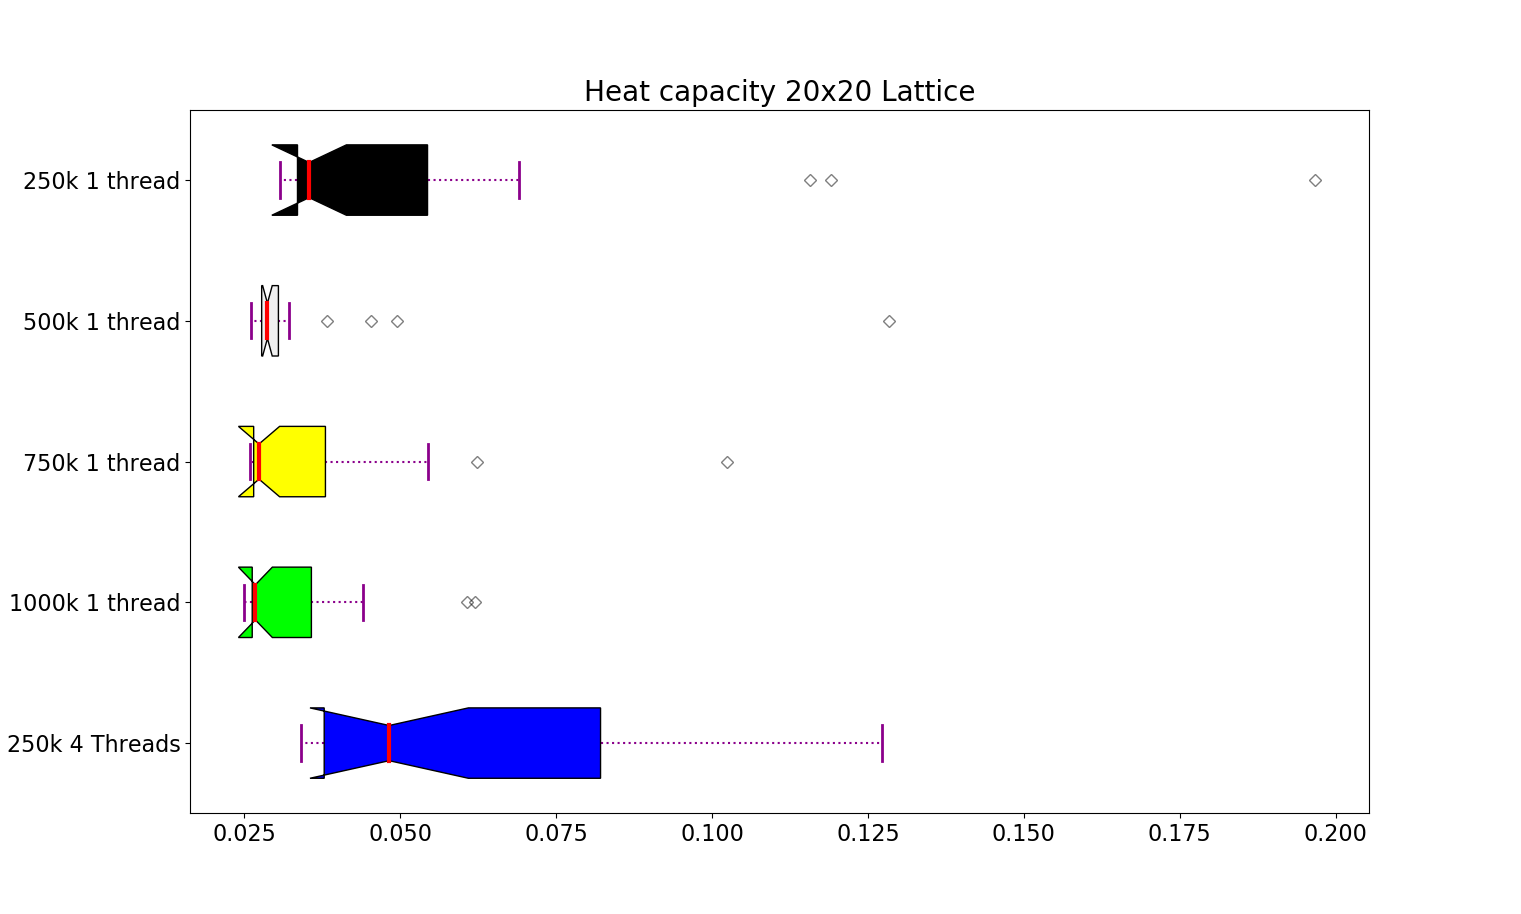 Heat capacity 20x20 Lattice
250k 1 thread
500k 1 thread
750k 1 thread
1000k 1 thread
250k 4 Threads
0.025 0.050 0.075 0.100 0.125 0.150 0.175 0.200